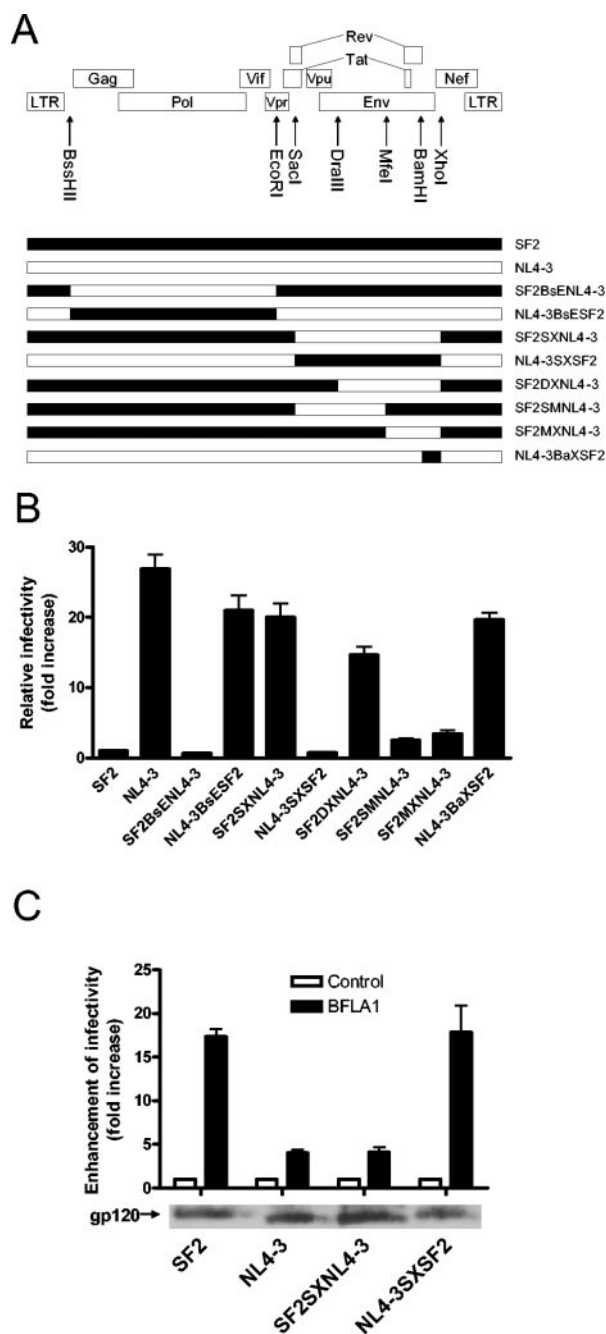 A
Rev
Tat
Gag
Vif
Vpu
Nef
LTR
Pol
Vpr
Env
LTR
BssHII
EcoRI
SacI
DraIII
MfeI
BamHI
XhoI
SF2
NL4-3
SF2BsENL4-3
NL4-3BsESF2
SF2SXNL4-3
NL4-3SXSF2
SF2DXNL4-3
SF2SMNL4-3
SF2MXNL4-3
NL4-3BaXSF2
B
Relative infectivity
(fold increase)
30
20
10
0
SF2
NL4-3
SF2BsENL4-3
NL4-3BsESF2
SF2SXNL4-3
NL4-3SXSF2
SF2DXNL4-3
SF2SMNL4-3
SF2MXNL4-3
NL4-3BaXSF2
C
Enhancement of infectivity
(fold increase)
25
20
15
10
5
0
Control
BFLA1
gp120
SF2
NL4-3
SF2SXNL4-3
NL4-3SXSF2